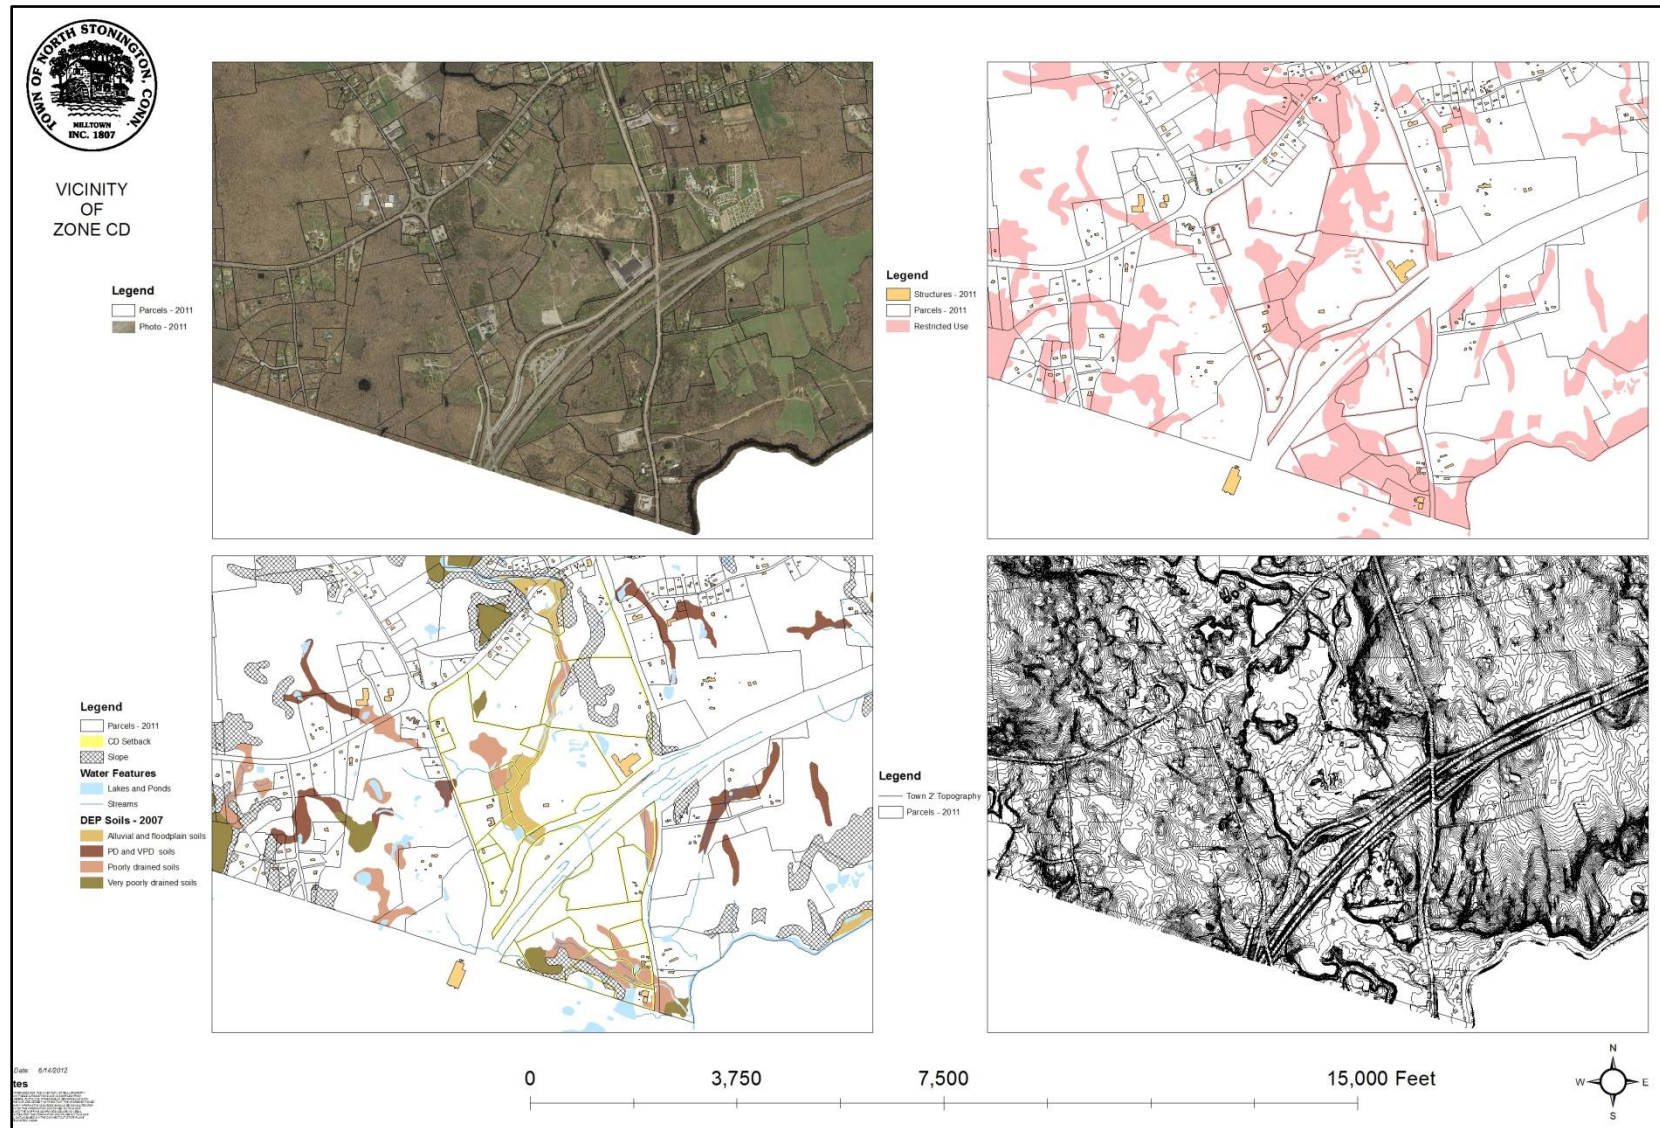 TOWN OF NORTH STONINGTON, CONN.
MILLTOWN
INC. 1807
VICINITY
OF
ZONE CD
Legend
Parcels - 2011
Photo - 2011
Legend
Structures - 2011
Parcels - 2011
Restricted Use
Legend
Parcels - 2011
CD Setback
Slope
Water Features
Lakes and Ponds
Streams
DEP Soils - 2007
Alluvial and floodplain soils
PD and VPD soils
Poorly drained soils
Very poorly drained soils
Legend
Town 2' Topography
Parcels - 2011
Date: 6/14/2012
tes
0 3,750 7,500 15,000 Feet
N
W E
S